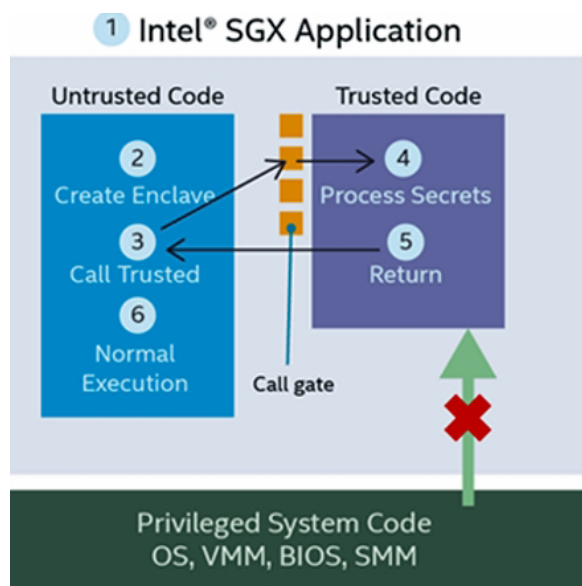 1 Intel® SGX Application
Untrusted Code
Trusted Code
2
Create Enclave
3
Call Trusted
6
Normal
Execution
4
Process Secrets
5
Return
Call gate
Privileged System Code
OS, VMM, BIOS, SMM